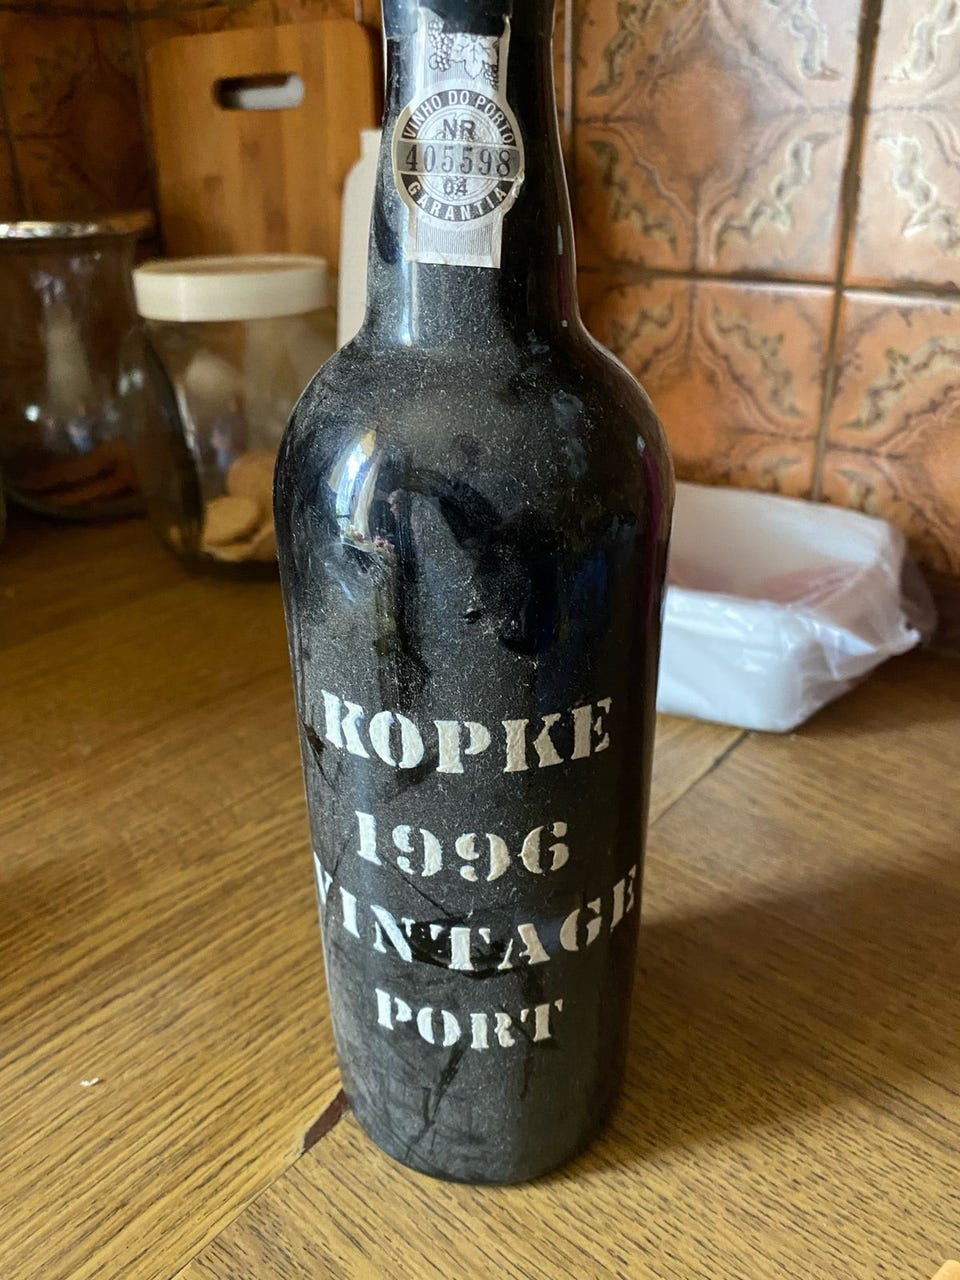 VINHO DO PORTO
NR
405598
04
GARANTIA
KOPKE
1996
VINTAGE
PORT